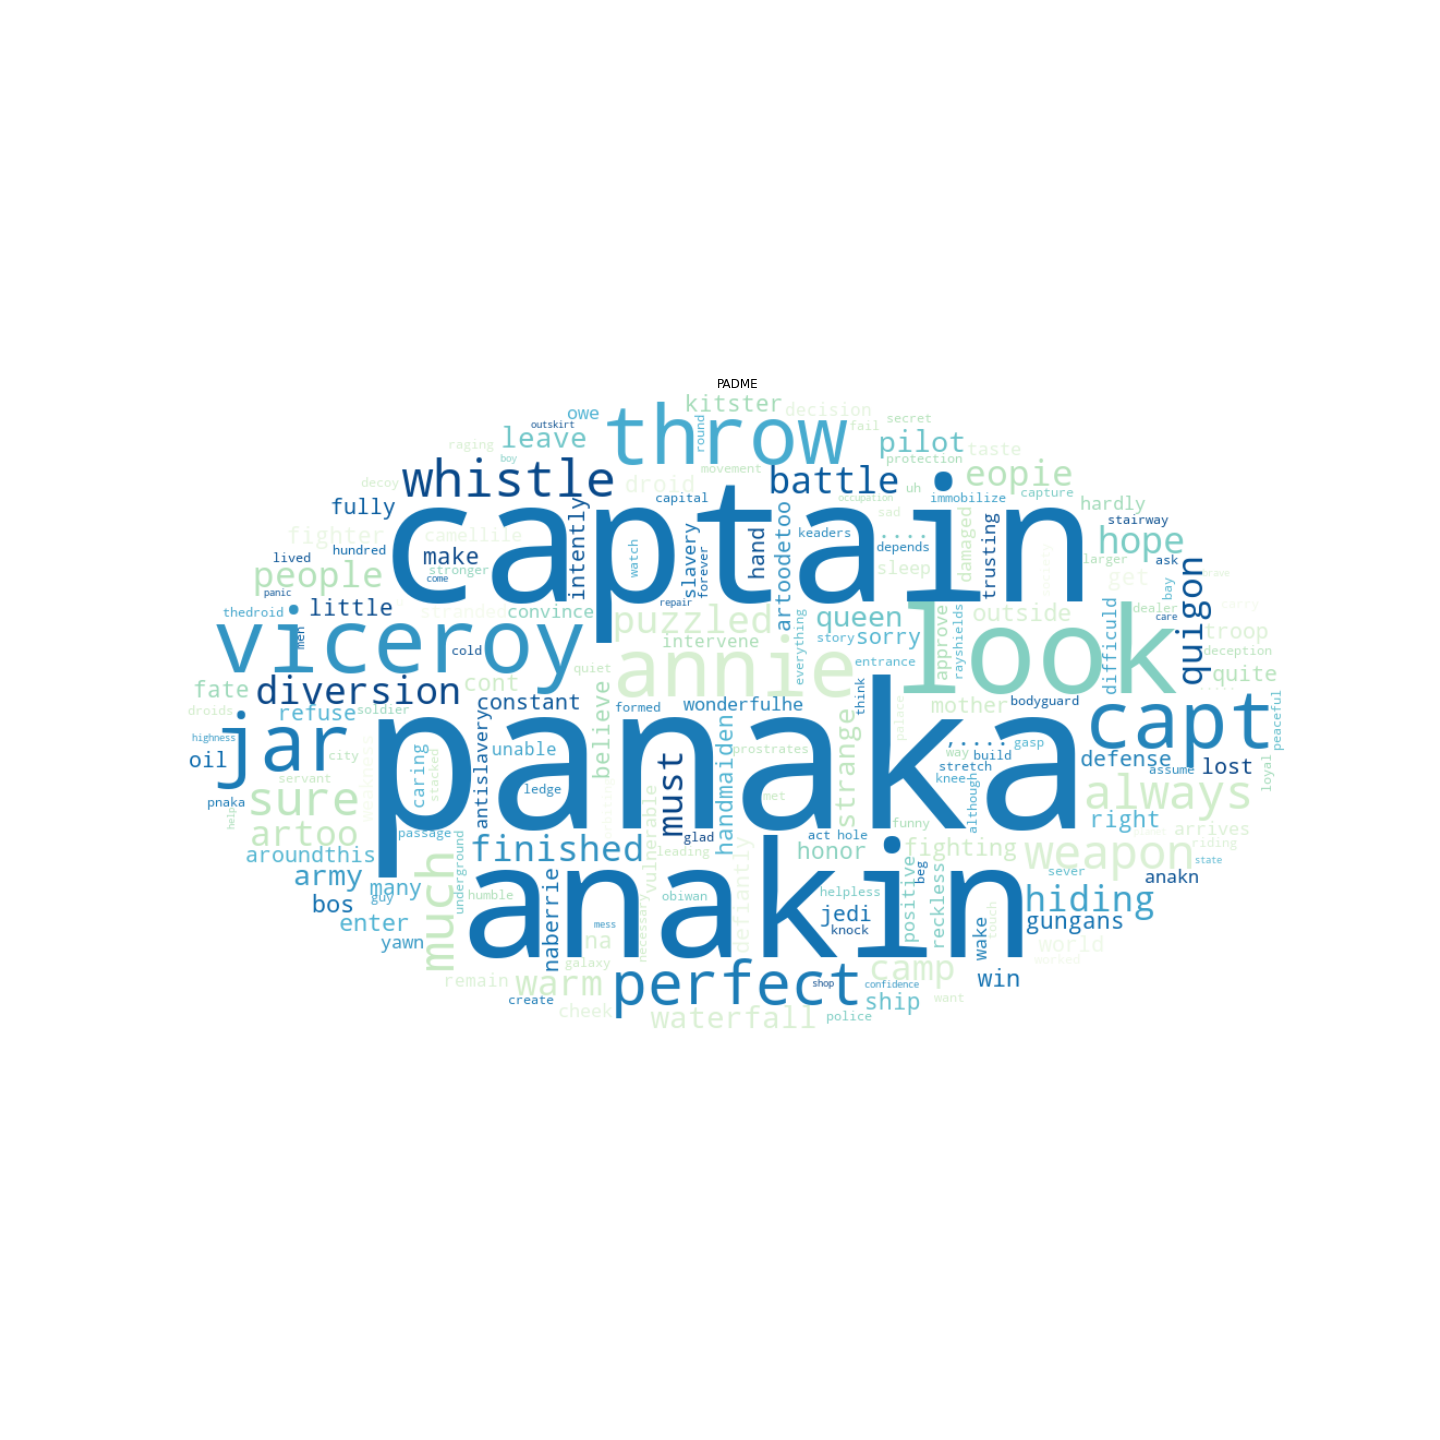 PADME
kitster
decision
owe
throw
secret
outskirt
round
fail
leave
pilot
raging
taste
boy
protection
whistle
movement
battle
eopie
decoy
droid
uh
immobilize
capture
captain
capital
occupation
hardly
fully
intently
sad
stairway
fighter
camellile
slavery
hand
artoodetoo
keaders
.....
damaged
trusting
hope
make
watch
depends
lived
hundred
forever
larger
ask
people
stronger
come
sleep
society
get
quigon
brave
panic
bay
thedroid
little
stranded
convince
repair
dealer
carry
care
viceroy
men
puzzled
queen
look
outside
troop
intervene
everything
story
sorry
approve
rayshields
difficuld
cold
annie
entrance
deception
fate
cont
quiet
quite
.....
diversion
believe
think
bodyguard
droids
refuse
soldier
constant
formed
wonderfulhe
mother
capt
peaceful
highness
jar
panaka
antislavery
handmaiden
strange
palace
,.....
gasp
oil
city
weakness
caring
stacked
unable
prostrates
way
build
defense
lost
servant
must
stretch
assume
loyal
pnaka
sure
ledge
met
knee
although
always
help
artoo
passage
glad
act
hole
funny
right
arrives
aroundthis
finished
vulnerable
leading
honor
fighting
weapon
riding
much
underground
defiantly
positive
beg
state
army
many
guy
humble
obiwan
helpless
reckless
sever
anakn
bos
anakin
hiding
enter
mess
jedi
knock
gungans
yawn
naberrie
na
necessary
wake
touch
world
remain
galaxy
camp
worked
warm
perfect
shop
confidence
win
create
cheek
ship
want
waterfall
police